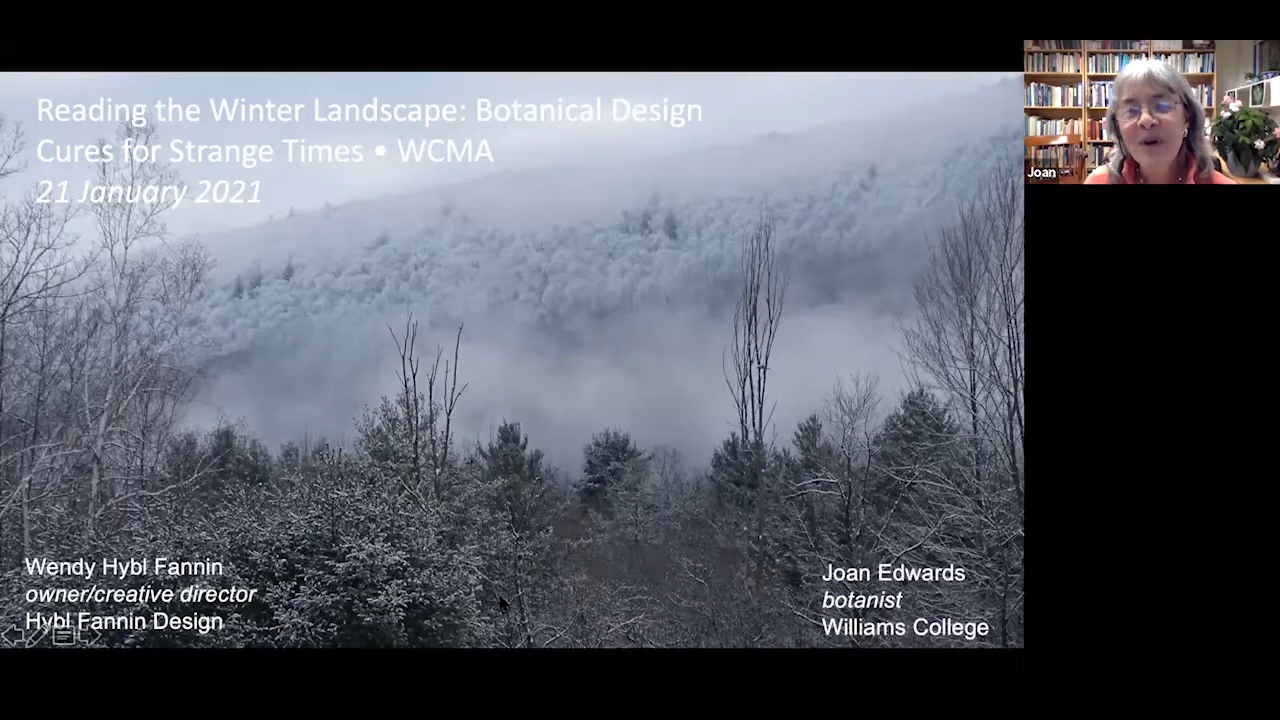 Reading the Winter Landscape: Botanical Design
Cures for Strange Times • WCMA
21 January 2021
Joan
Wendy Hybl Fannin
owner/creative director
Hybl Fannin Design
Joan Edwards
botanist
Williams College